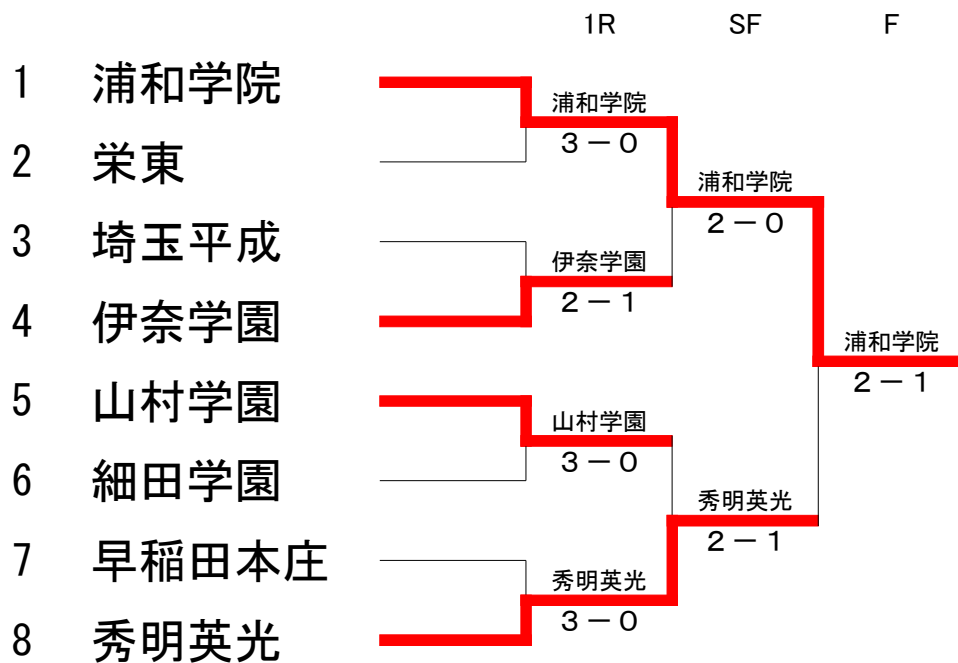 1R SF F
1 浦和学院
浦和学院
3－0
2 栄東
浦和学院
2－0
3 埼玉平成
伊奈学園
2－1
4 伊奈学園
浦和学院
2－1
5 山村学園
山村学園
3－0
6 細田学園
秀明英光
2－1
7 早稲田本庄
秀明英光
3－0
8 秀明英光